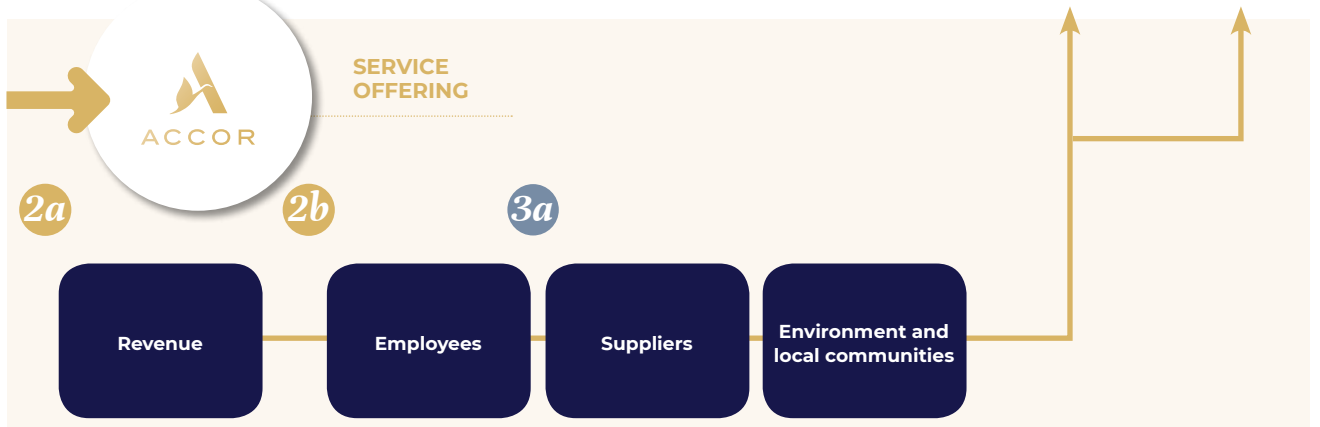 SERVICE
OFFERING
ACCOR
2a
2b
3a
Revenue
Employees
Suppliers
Environment and
local communities